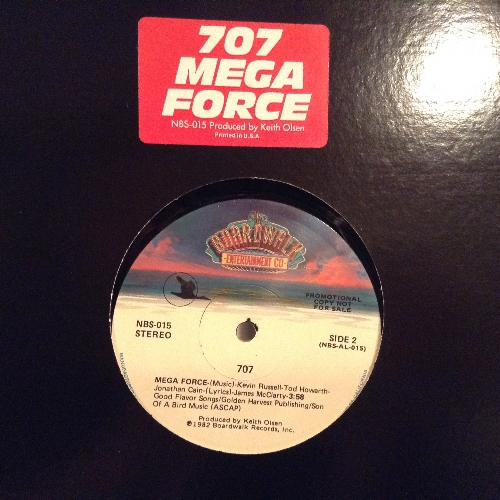 707
MEGA
FORCE
NBS-015 Produced by Keith Olsen
Printed in U.S.A
The
BOARDWALK
ENTERTAINMENT CO
PROMOTIONAL
COPY NOT
FOR SALE
NBS-015
STEREO
SIDE 2
(NBS-AL-015)
707
MEGA FORCE-(Music)-Kevin Russell-Tod Howarth-
Jonathan Cain-(Lyrics)-James McClarty-3:58
Good Flavor Songs/Golden Harvest Publishing/Son
Of A Bird Music (ASCAP)
Produced by Keith Olsen
℗1982 Boardwalk Records, Inc.